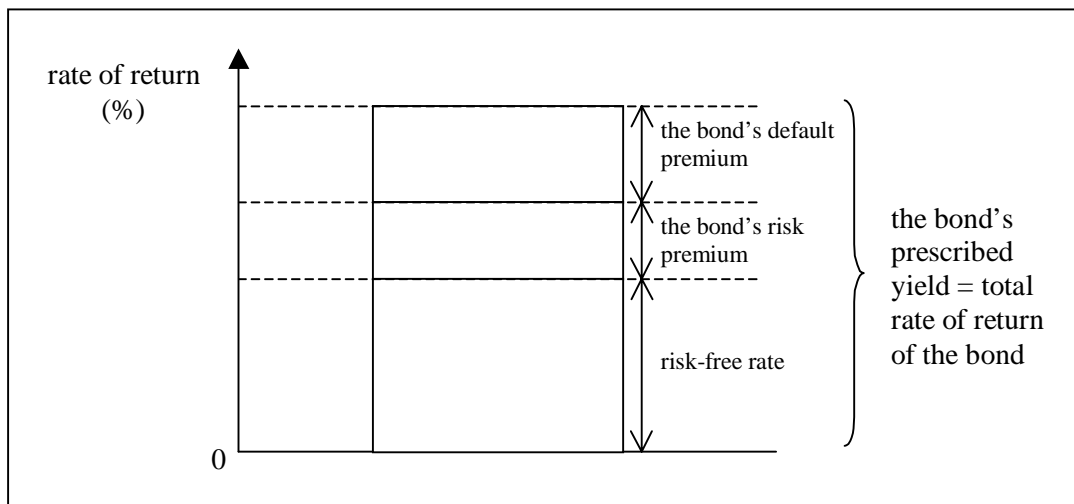 rate of return
(%)
the bond’s default
premium
the bond’s risk
premium
risk-free rate
0
the bond’s
prescribed
yield = total
rate of return
of the bond